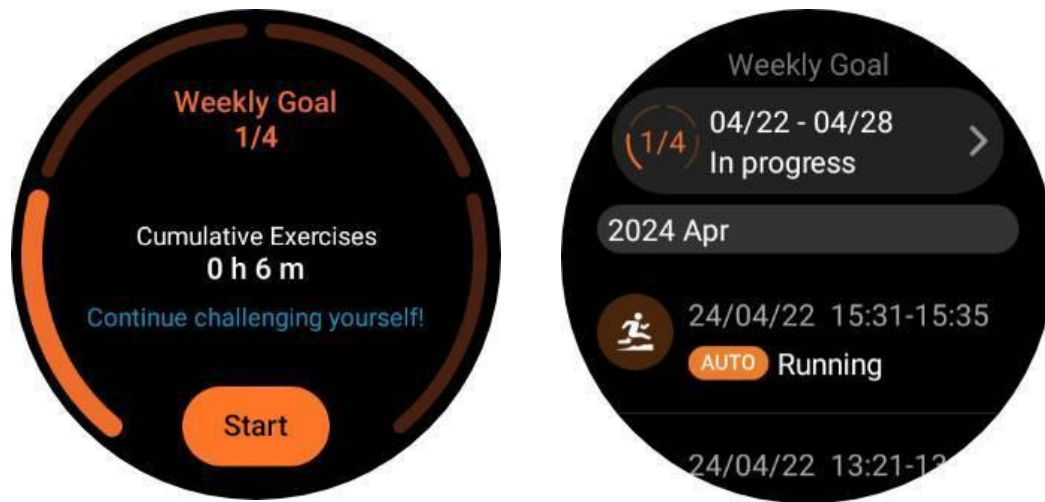 Weekly Goal
1/4
Cumulative Exercises
0 h 6 m
Continue challenging yourself!
Start
Weekly Goal
1/4
04/22 - 04/28
In progress
2024 Apr
24/04/22 15:31-15:35
AUTO Running
24/04/22 13:21-